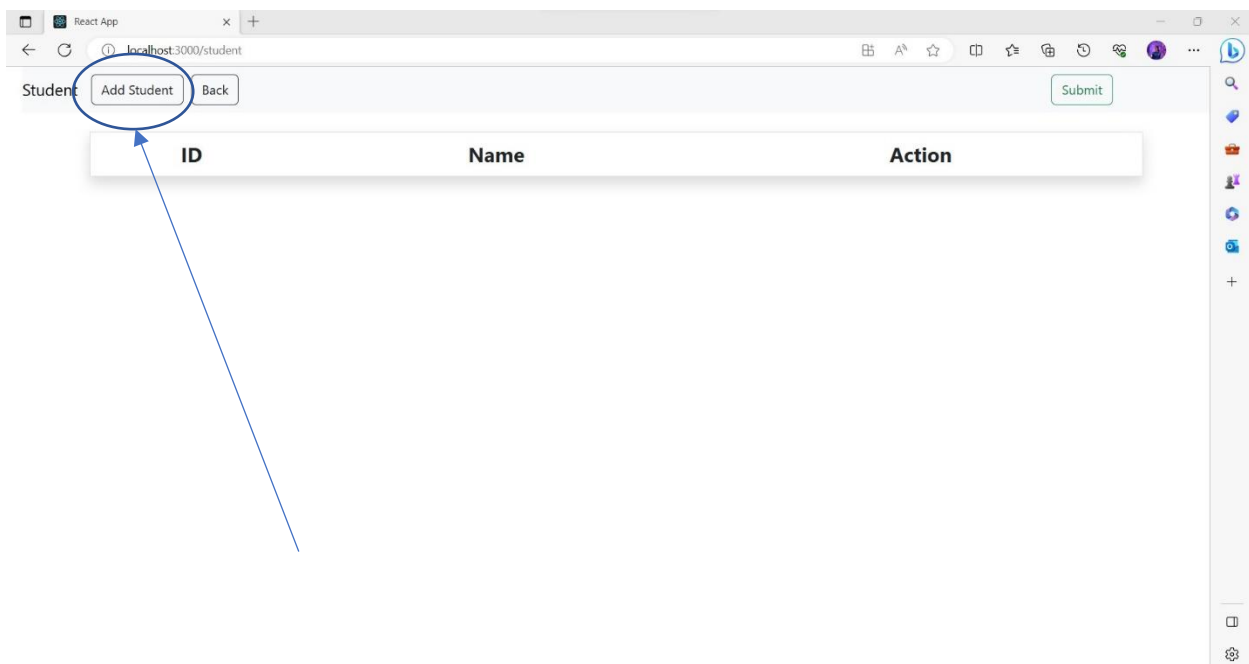 React App
localhost:3000/student
Student Add Student Back Submit
ID Name Action